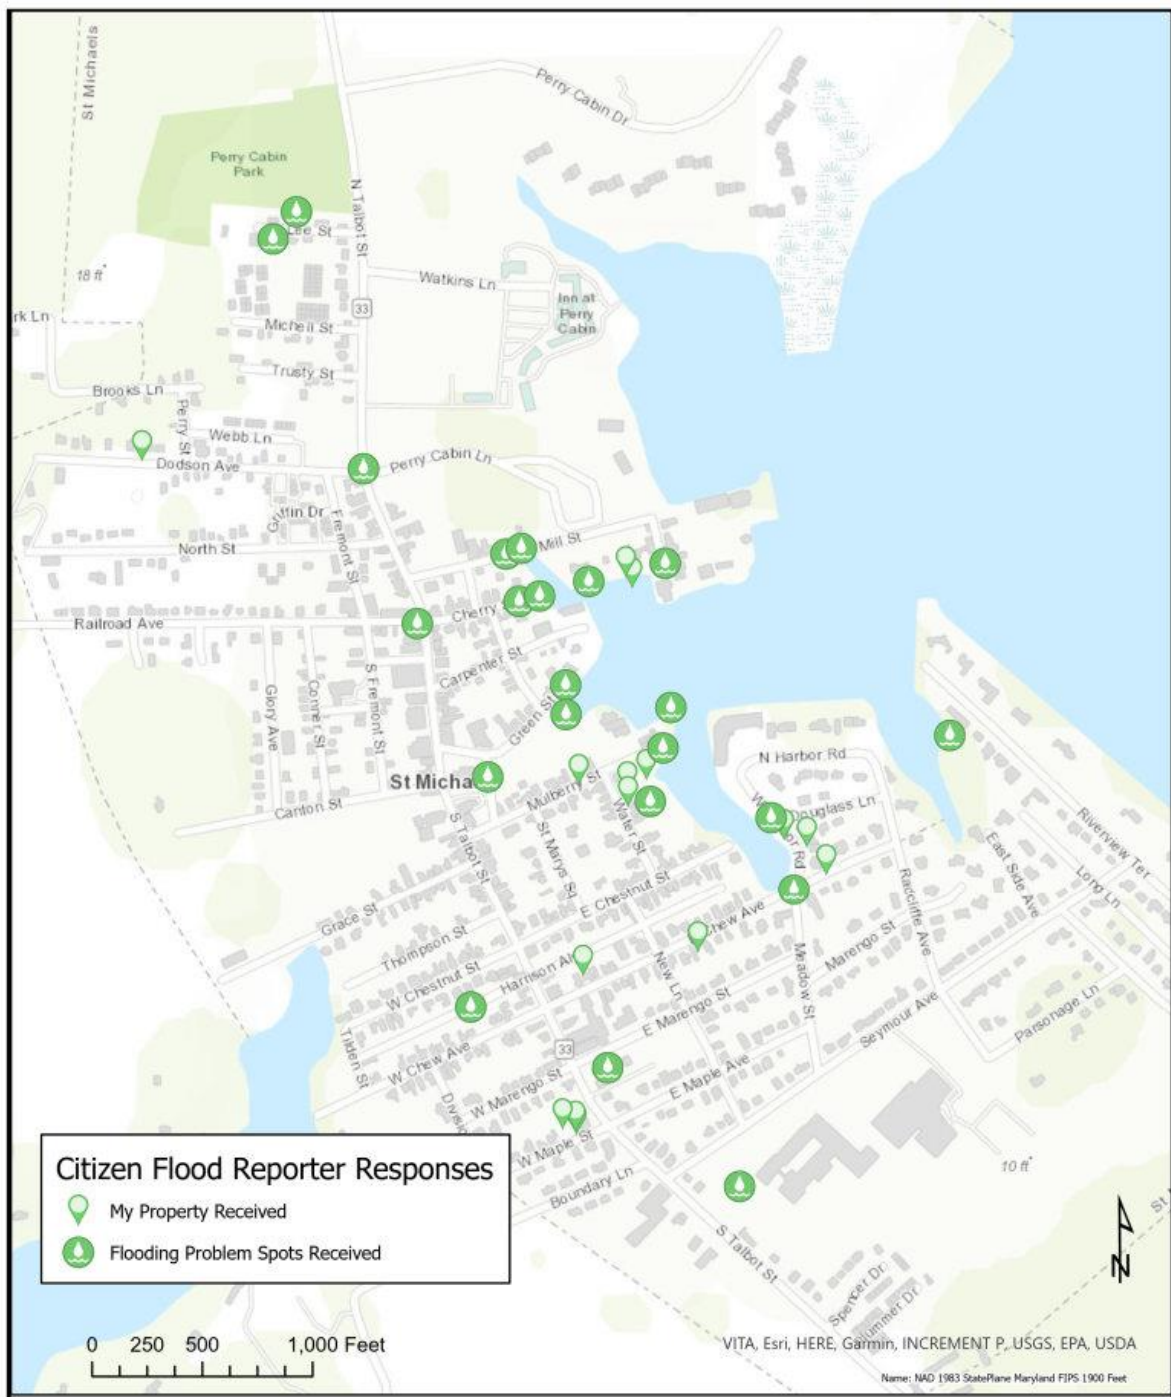 St Michaels
Perry Cabin Dr
Perry Cabin
Park
N Talbot St
Lee St
18 ft
Watkins Ln
Inn at
Perry
Cabin
33
rk Ln
Michell St
Trusty St
Brooks Ln
Perry St
Webb Ln
Dodson Ave
Perry Cabin Ln
Fremont St
North St
Mill St
Cherry
Railroad Ave
Carpenter St
S Fremont St
Glory Ave
Conner St
Green St
N Harbor Rd
St Micha
Mulberry St
Canton St
Water St
Riverview Ter
S Talbot St
St Marys Sq
East Side Ave
Long Ln
E Chestnut St
Radcliffe Ave
Grace St
Thompson St
Chew Ave
Marengo St
W Chestnut St
New Ln
Meadow St
E Marengo St
Seymour Ave
Parsonage Ln
Tilden St
W Chew Ave
33
W Marengo St
E Maple Ave
W Maple St
Boundary Ln
10 ft
S Talbot St
Spencer Dr
Citizen Flood Reporter Responses
My Property Received
Flooding Problem Spots Received
N
0 250 500 1,000 Feet
VITA, Esri, HERE, Garmin, INCREMENT P, USGS, EPA, USDA
Name: NAD 1983 StatePlane Maryland FIPS 1900 Feet